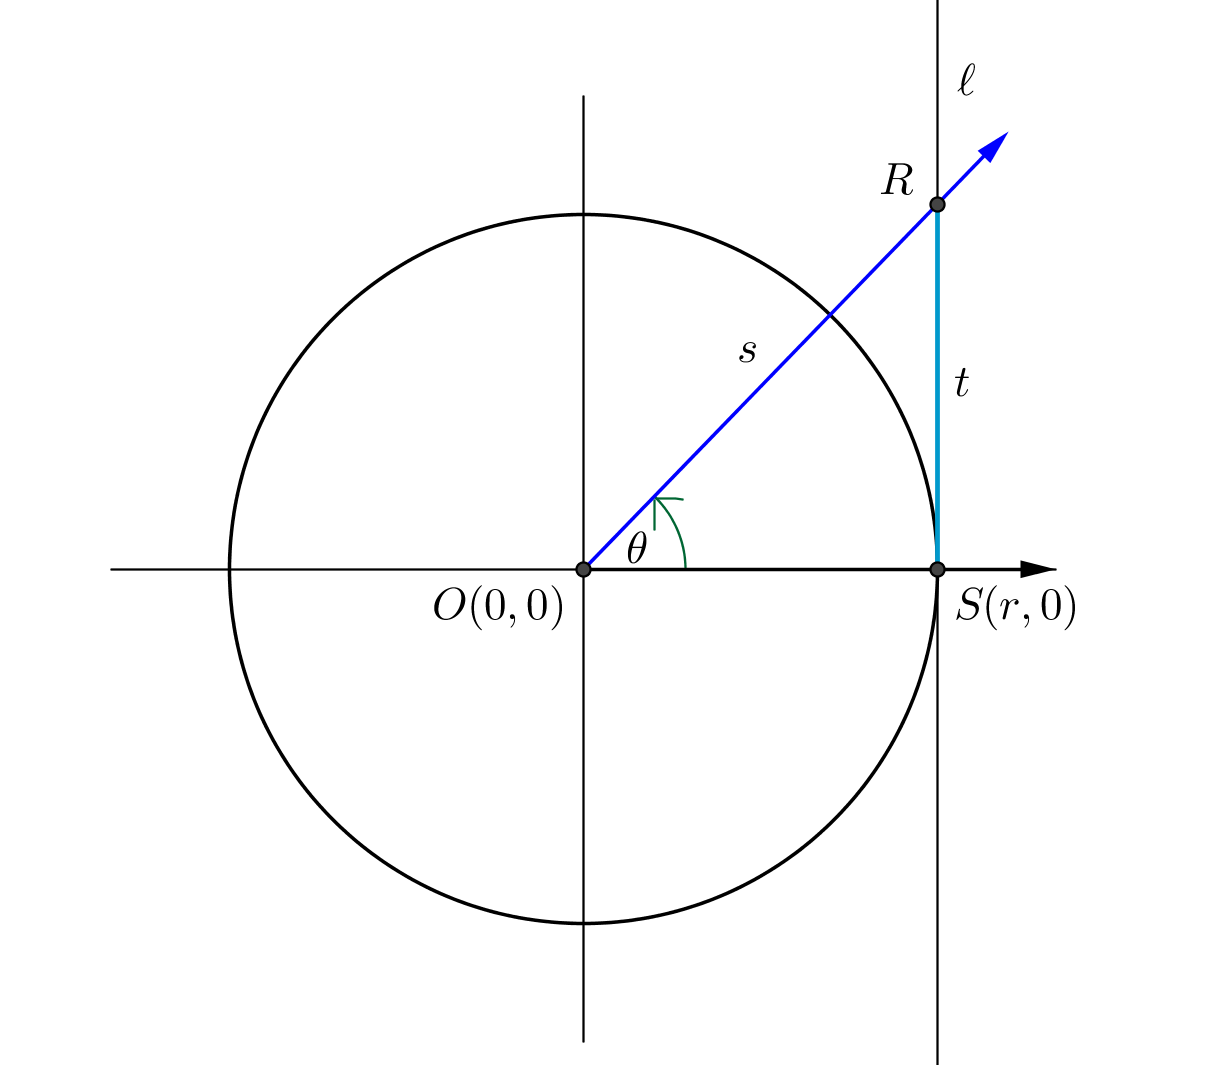 ℓ
R
s
t
θ
O(0, 0)
S(r, 0)